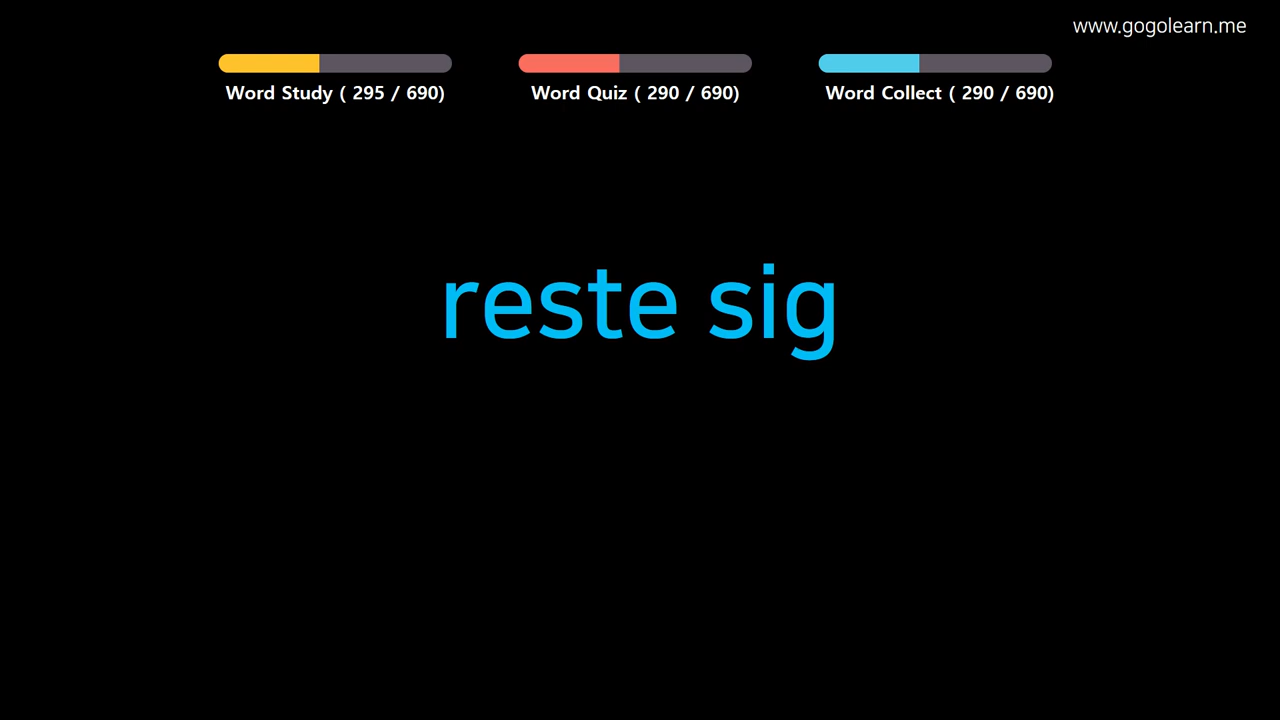 www.gogolearn.me
Word Study ( 295 / 690)
Word Quiz ( 290 / 690)
Word Collect ( 290 / 690)
reste sig